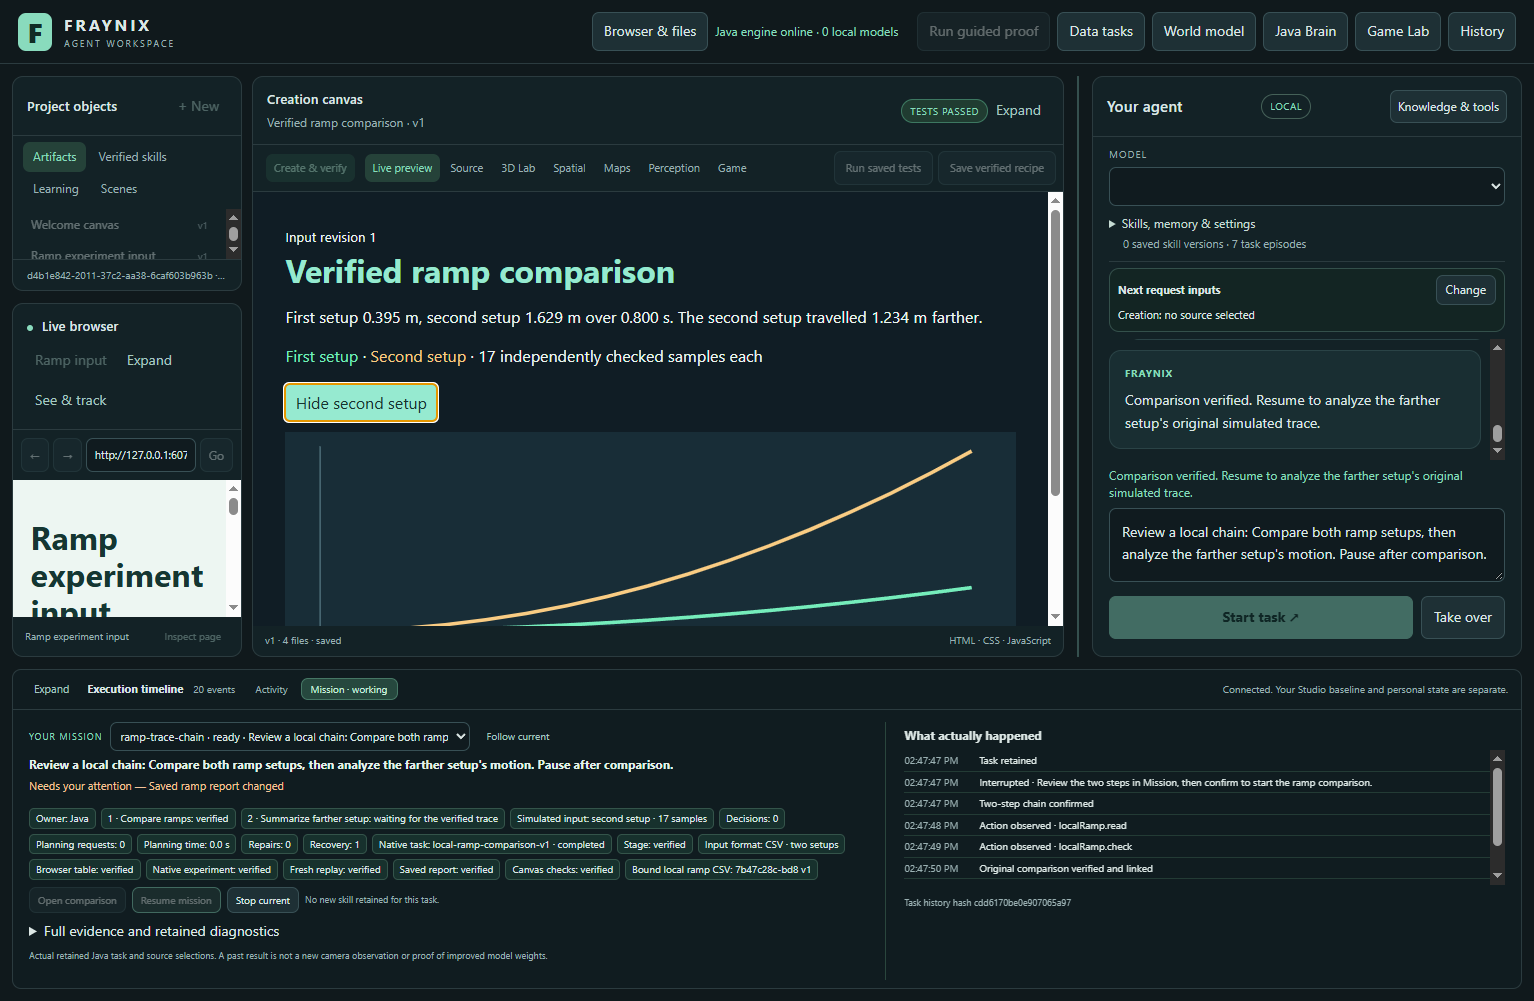 F
FRAYNIX
AGENT WORKSPACE
Browser & files
Java engine online · 0 local models
Run guided proof
Data tasks
World model
Java Brain
Game Lab
History
Project objects
+ New
Artifacts
Verified skills
Learning
Scenes
Welcome canvas
v1
Ramp experiment input
v1
d4b1e842-2011-37c2-aa38-6caf603b963b ·...
Live browser
Ramp input
Expand
See & track
←
→
http://127.0.0.1:607
Go
Ramp
experiment
input
Ramp experiment input
Inspect page
Creation canvas
Verified ramp comparison · v1
TESTS PASSED
Expand
Create & verify
Live preview
Source
3D Lab
Spatial
Maps
Perception
Game
Run saved tests
Save verified recipe
Input revision 1
Verified ramp comparison
First setup 0.395 m, second setup 1.629 m over 0.800 s. The second setup travelled 1.234 m farther.
First setup · Second setup · 17 independently checked samples each
Hide second setup
v1 · 4 files · saved
HTML · CSS · JavaScript
Your agent
LOCAL
Knowledge & tools
MODEL
Skills, memory & settings
0 saved skill versions · 7 task episodes
Next request inputs
Change
Creation: no source selected
FRAYNIX
Comparison verified. Resume to analyze the farther
setup's original simulated trace.
Comparison verified. Resume to analyze the farther setup's original
simulated trace.
Review a local chain: Compare both ramp setups, then
analyze the farther setup's motion. Pause after comparison.
Start task ↗
Take over
Expand
Execution timeline
20 events
Activity
Mission · working
Connected. Your Studio baseline and personal state are separate.
YOUR MISSION
ramp-trace-chain · ready · Review a local chain: Compare both ramp
Follow current
Review a local chain: Compare both ramp setups, then analyze the farther setup's motion. Pause after comparison.
Needs your attention — Saved ramp report changed
Owner: Java
1 · Compare ramps: verified
2 · Summarize farther setup: waiting for the verified trace
Simulated input: second setup · 17 samples
Decisions: 0
Planning requests: 0
Planning time: 0.0 s
Repairs: 0
Recovery: 1
Native task: local-ramp-comparison-v1 · completed
Stage: verified
Input format: CSV · two setups
Browser table: verified
Native experiment: verified
Fresh replay: verified
Saved report: verified
Canvas checks: verified
Bound local ramp CSV: 7b47c28c-bd8 v1
Open comparison
Resume mission
Stop current
No new skill retained for this task.
Full evidence and retained diagnostics
Actual retained Java task and source selections. A past result is not a new camera observation or proof of improved model weights.
What actually happened
02:47:47 PM Task retained
02:47:47 PM Interrupted · Review the two steps in Mission, then confirm to start the ramp comparison.
02:47:47 PM Two-step chain confirmed
02:47:48 PM Action observed · localRamp.read
02:47:49 PM Action observed · localRamp.check
02:47:50 PM Original comparison verified and linked
Task history hash cdd6170be0e907065a97